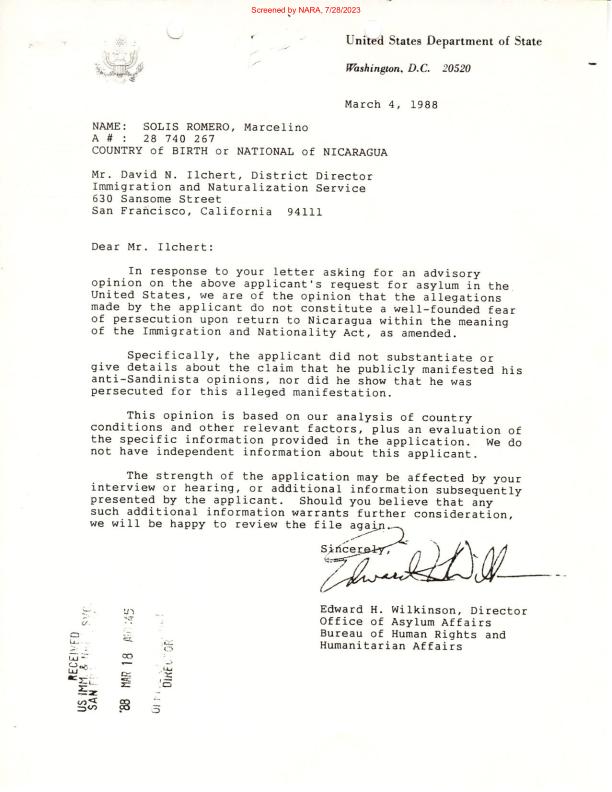 Screened by NARA, 7/28/2023
United States Department of State
Washington, D.C. 20520
March 4, 1988
NAME: SOLIS ROMERO, Marcelino
A # : 28 740 267
COUNTRY of BIRTH or NATIONAL of NICARAGUA
Mr. David N. Ilchert, District Director
Immigration and Naturalization Service
630 Sansome Street
San Francisco, California 94111
Dear Mr. Ilchert:
In response to your letter asking for an advisory
opinion on the above applicant's request for asylum in the
United States, we are of the opinion that the allegations
made by the applicant do not constitute a well-founded fear
of persecution upon return to Nicaragua within the meaning
of the Immigration and Nationality Act, as amended.
Specifically, the applicant did not substantiate or
give details about the claim that he publicly manifested his
anti-Sandinista opinions, nor did he show that he was
persecuted for this alleged manifestation.
This opinion is based on our analysis of country
conditions and other relevant factors, plus an evaluation of
the specific information provided in the application. We do
not have independent information about this applicant.
The strength of the application may be affected by your
interview or hearing, or additional information subsequently
presented by the applicant. Should you believe that any
such additional information warrants further consideration,
we will be happy to review the file again.
Sincerely,
Edward H. Wilkinson, Director
Office of Asylum Affairs
Bureau of Human Rights and
Humanitarian Affairs
RECEIVED
US IMM. &
SAN
'88 MAR 18
DIRECTOR